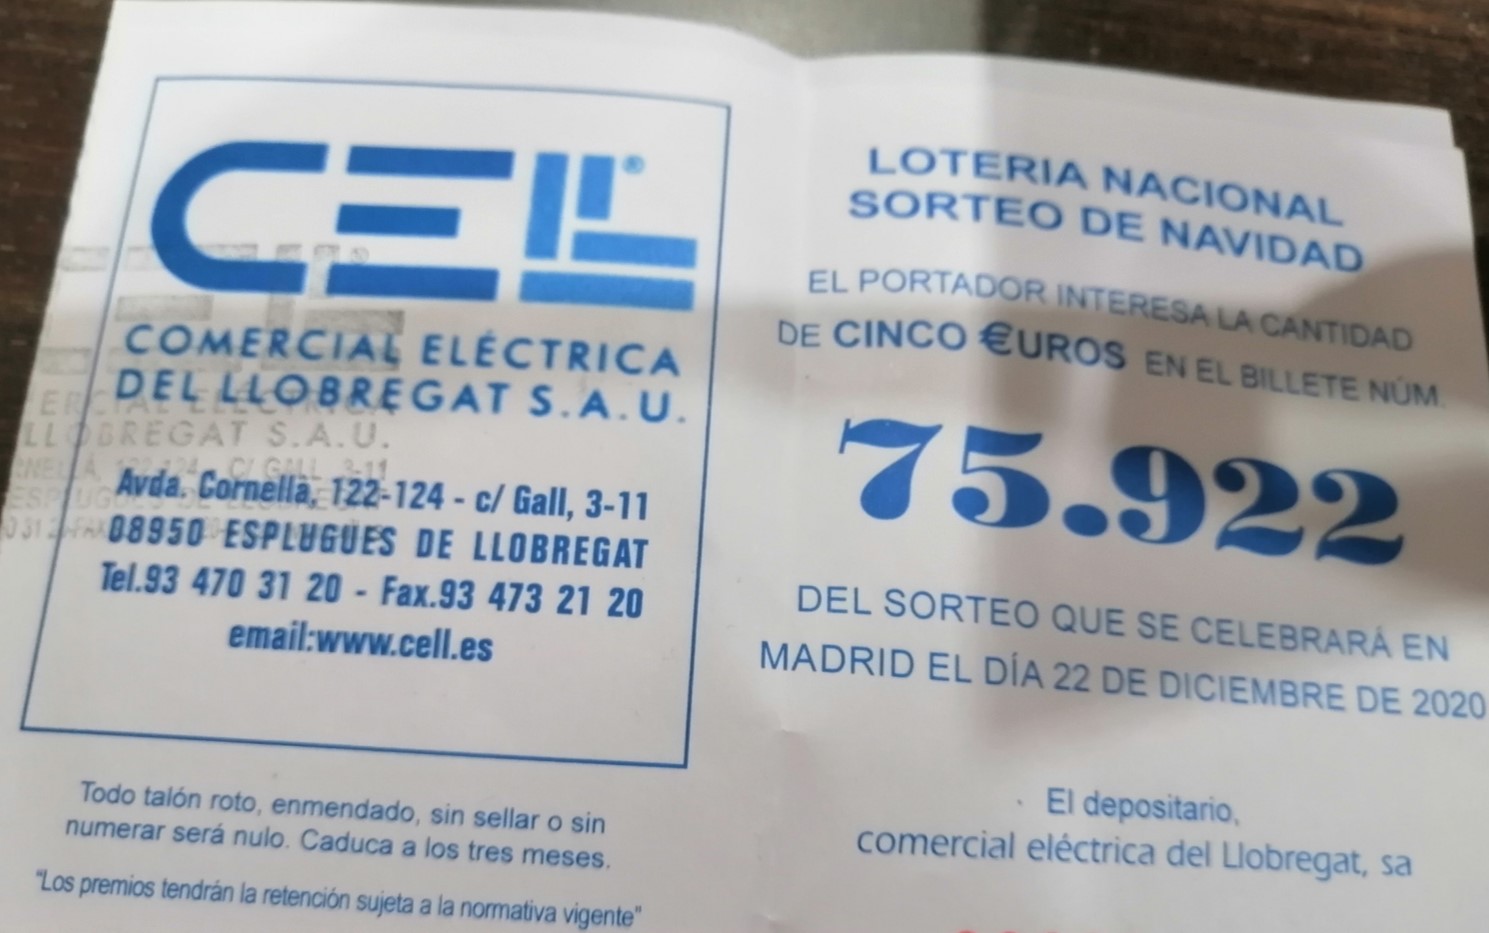 CELL®
COMERCIAL ELÉCTRICA
DEL LLOBREGAT S.A.U.
Avda. Cornellà, 122-124 - c/ Gall, 3-11
08950 ESPLUGUES DE LLOBREGAT
Tel.93 470 31 20 - Fax.93 473 21 20
email:www.cell.es
LLOBREGAT S.A.U.
Todo talón roto, enmendado, sin sellar o sin
numerar será nulo. Caduca a los tres meses.
"Los premios tendrán la retención sujeta a la normativa vigente"
LOTERIA NACIONAL
SORTEO DE NAVIDAD
EL PORTADOR INTERESA LA CANTIDAD
DE CINCO €UROS EN EL BILLETE NÚM.
75.922
DEL SORTEO QUE SE CELEBRARÁ EN
MADRID EL DÍA 22 DE DICIEMBRE DE 2020
El depositario,
comercial eléctrica del Llobregat, sa